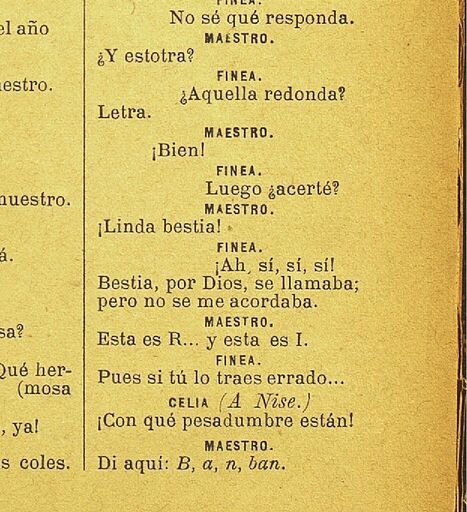 el año
estro.
nuestro.
á.
sa?
Qué her-
(mosa
, ya!
s coles.
FINEA.
No sé qué responda.
MAESTRO.
¿Y estotra?
FINEA.
¿Aquella redonda?
Letra.
MAESTRO.
¡Bien!
FINEA.
Luego ¿acerté?
MAESTRO.
¡Linda bestia!
FINEA.
¡Ah, sí, sí, sí!
Bestia, por Dios, se llamaba;
pero no se me acordaba.
MAESTRO.
Esta es R... y esta es I.
FINEA.
Pues si tú lo traes errado...
CELIA (A Nise.)
¡Con qué pesadumbre están!
MAESTRO.
Di aquí: B, a, n, ban.